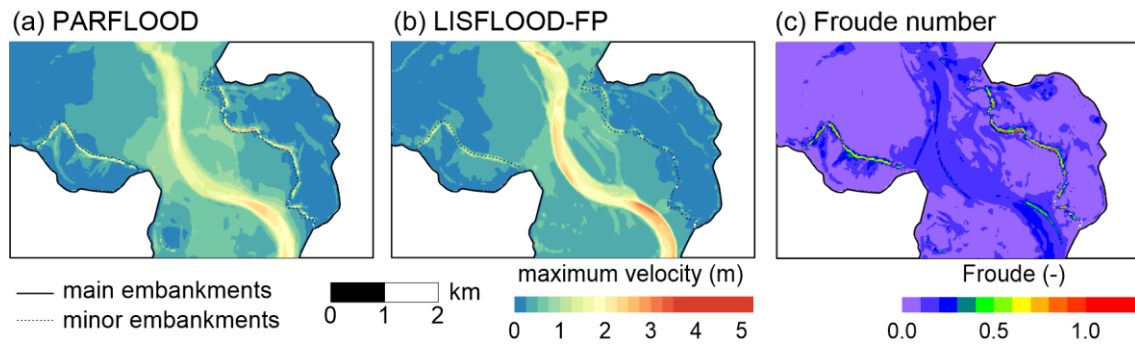 (a) PARFLOOD
(b) LISFLOOD-FP
(c) Froude number
main embankments
minor embankments
km
0 1 2
maximum velocity (m)
0 1 2 3 4 5
Froude (-)
0.0 0.5 1.0